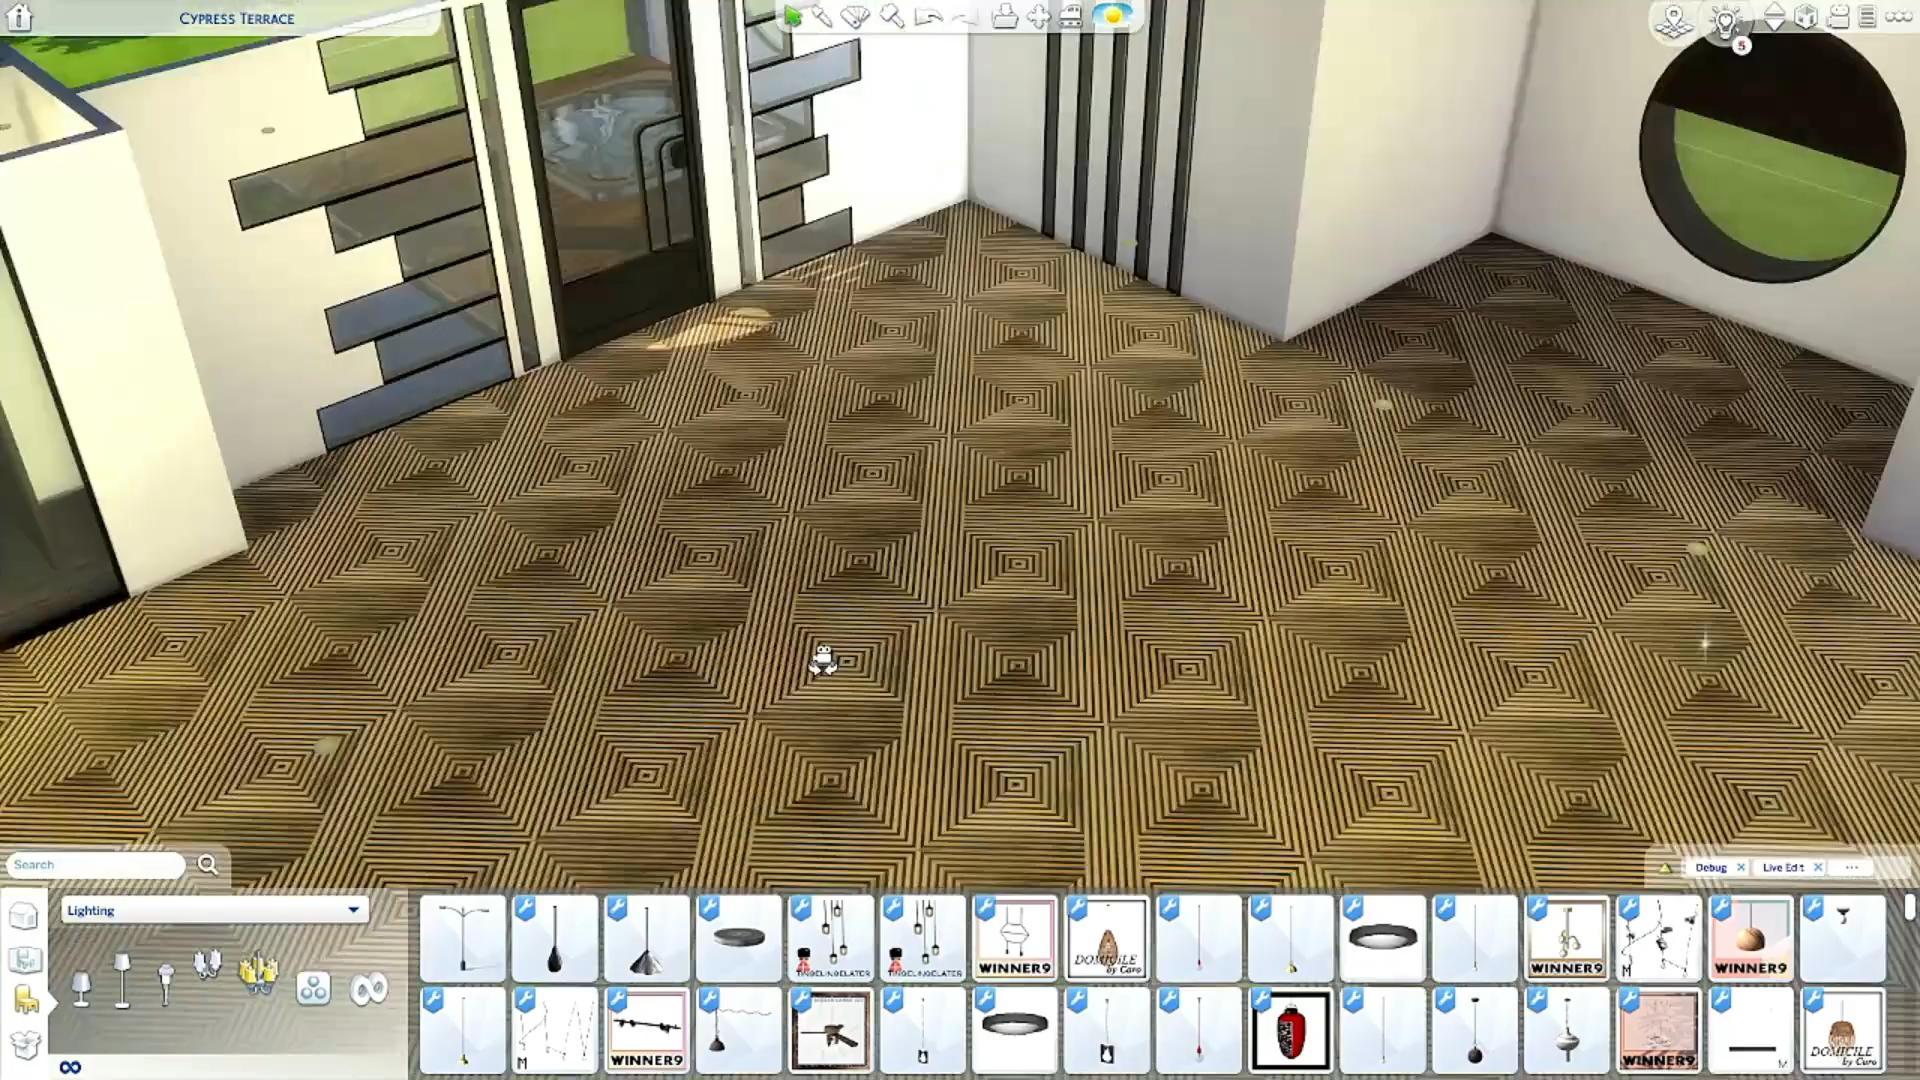 CYPRESS TERRACE
5
Search
Debug
Live Edit
Lighting
TINGELINGELATER
TINGELINGELATER
WINNER9
DOMICILE
by Caro
WINNER9
M
WINNER9
M
WINNER9
WINNER9
M
DOMICILE
by Caro